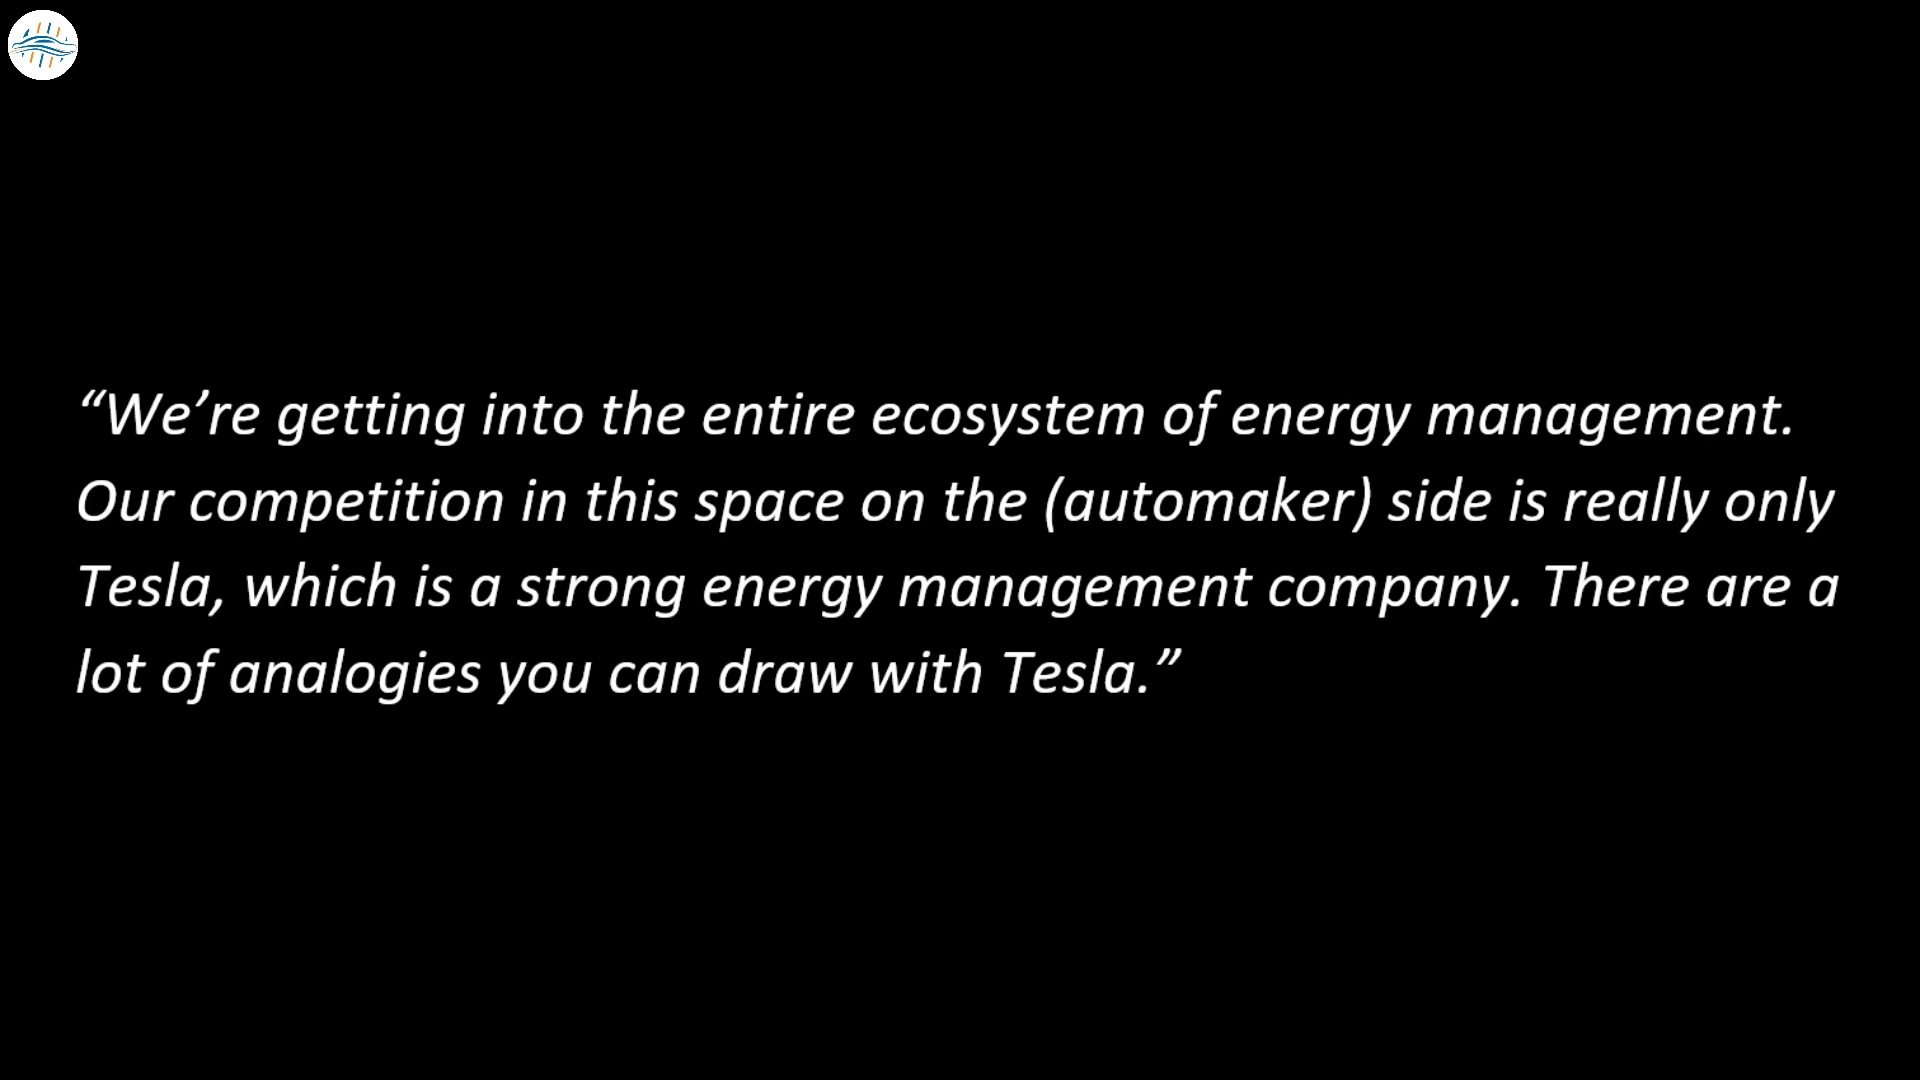 “We’re getting into the entire ecosystem of energy management.
Our competition in this space on the (automaker) side is really only
Tesla, which is a strong energy management company. There are a
lot of analogies you can draw with Tesla.”